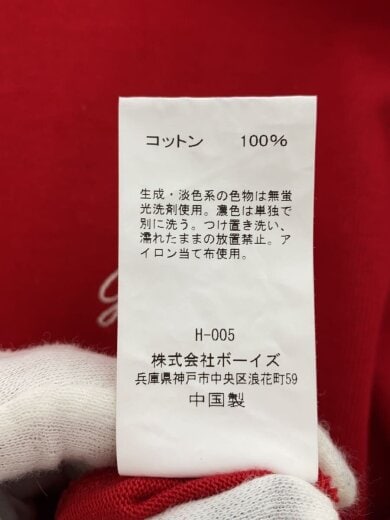 コットン 100%
生成・淡色系の色物は無蛍
光洗剤使用。濃色は単独で
別に洗う。つけ置き洗い、
濡れたままの放置禁止。ア
イロン当て布使用。
H-005
株式会社ボーイズ
兵庫県神戸市中央区浪花町59
中国製